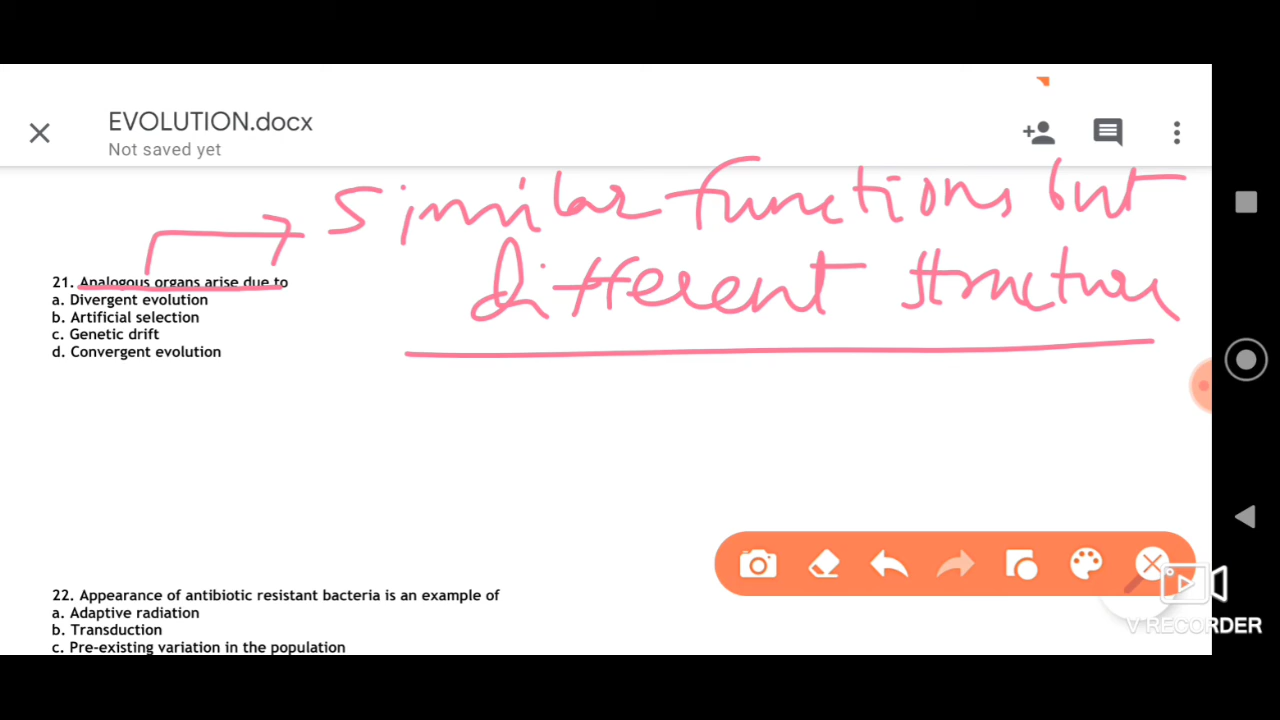 EVOLUTION.docx
Not saved yet
similar functions but
different structure
21. Analogous organs arise due to
a. Divergent evolution
b. Artificial selection
c. Genetic drift
d. Convergent evolution
22. Appearance of antibiotic resistant bacteria is an example of
a. Adaptive radiation
b. Transduction
c. Pre-existing variation in the population
V RECORDER